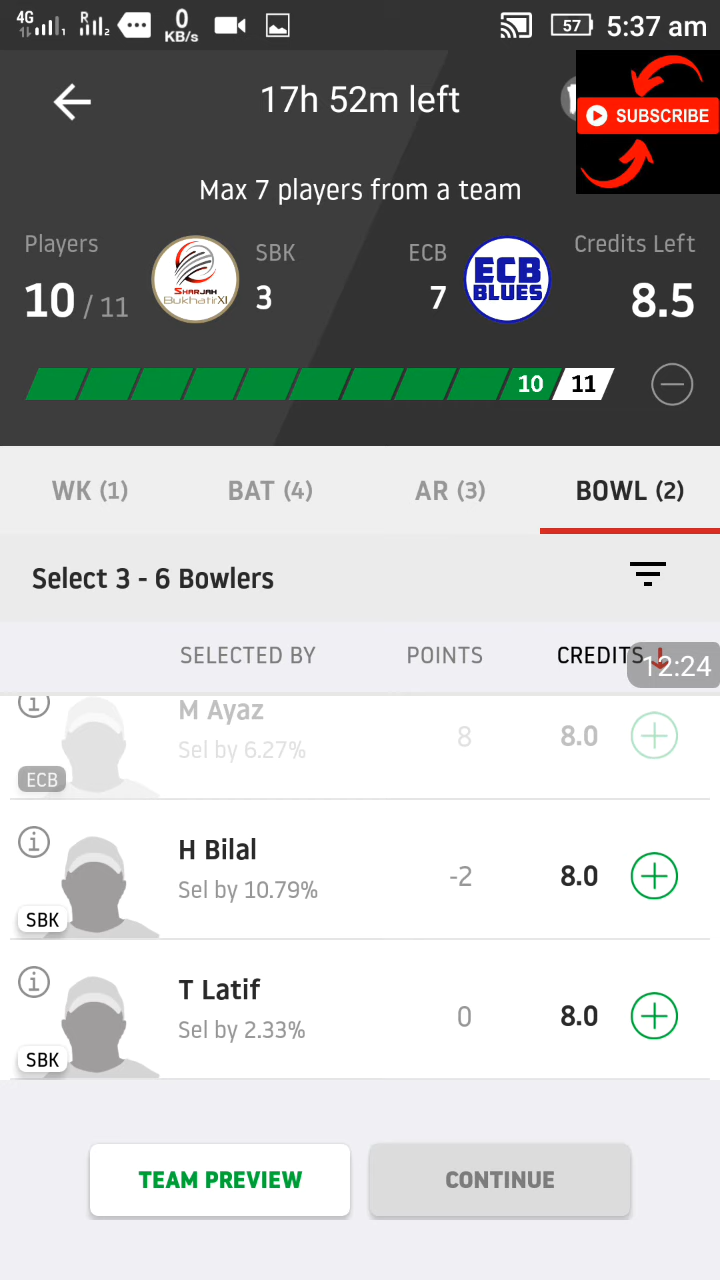 4G
R
1
2
0
KB/s
57
5:37 am
17h 52m left
SUBSCRIBE
Max 7 players from a team
Players
10 / 11
SHARJAH
BukhatirXI
SBK
3
ECB
7
ECB
BLUES
Credits Left
8.5
10
11
WK (1)
BAT (4)
AR (3)
BOWL (2)
Select 3 - 6 Bowlers
SELECTED BY
POINTS
CREDITS
12:24
i
M Ayaz
Sel by 6.27%
8
8.0
ECB
i
H Bilal
Sel by 10.79%
-2
8.0
SBK
i
T Latif
Sel by 2.33%
0
8.0
SBK
TEAM PREVIEW
CONTINUE